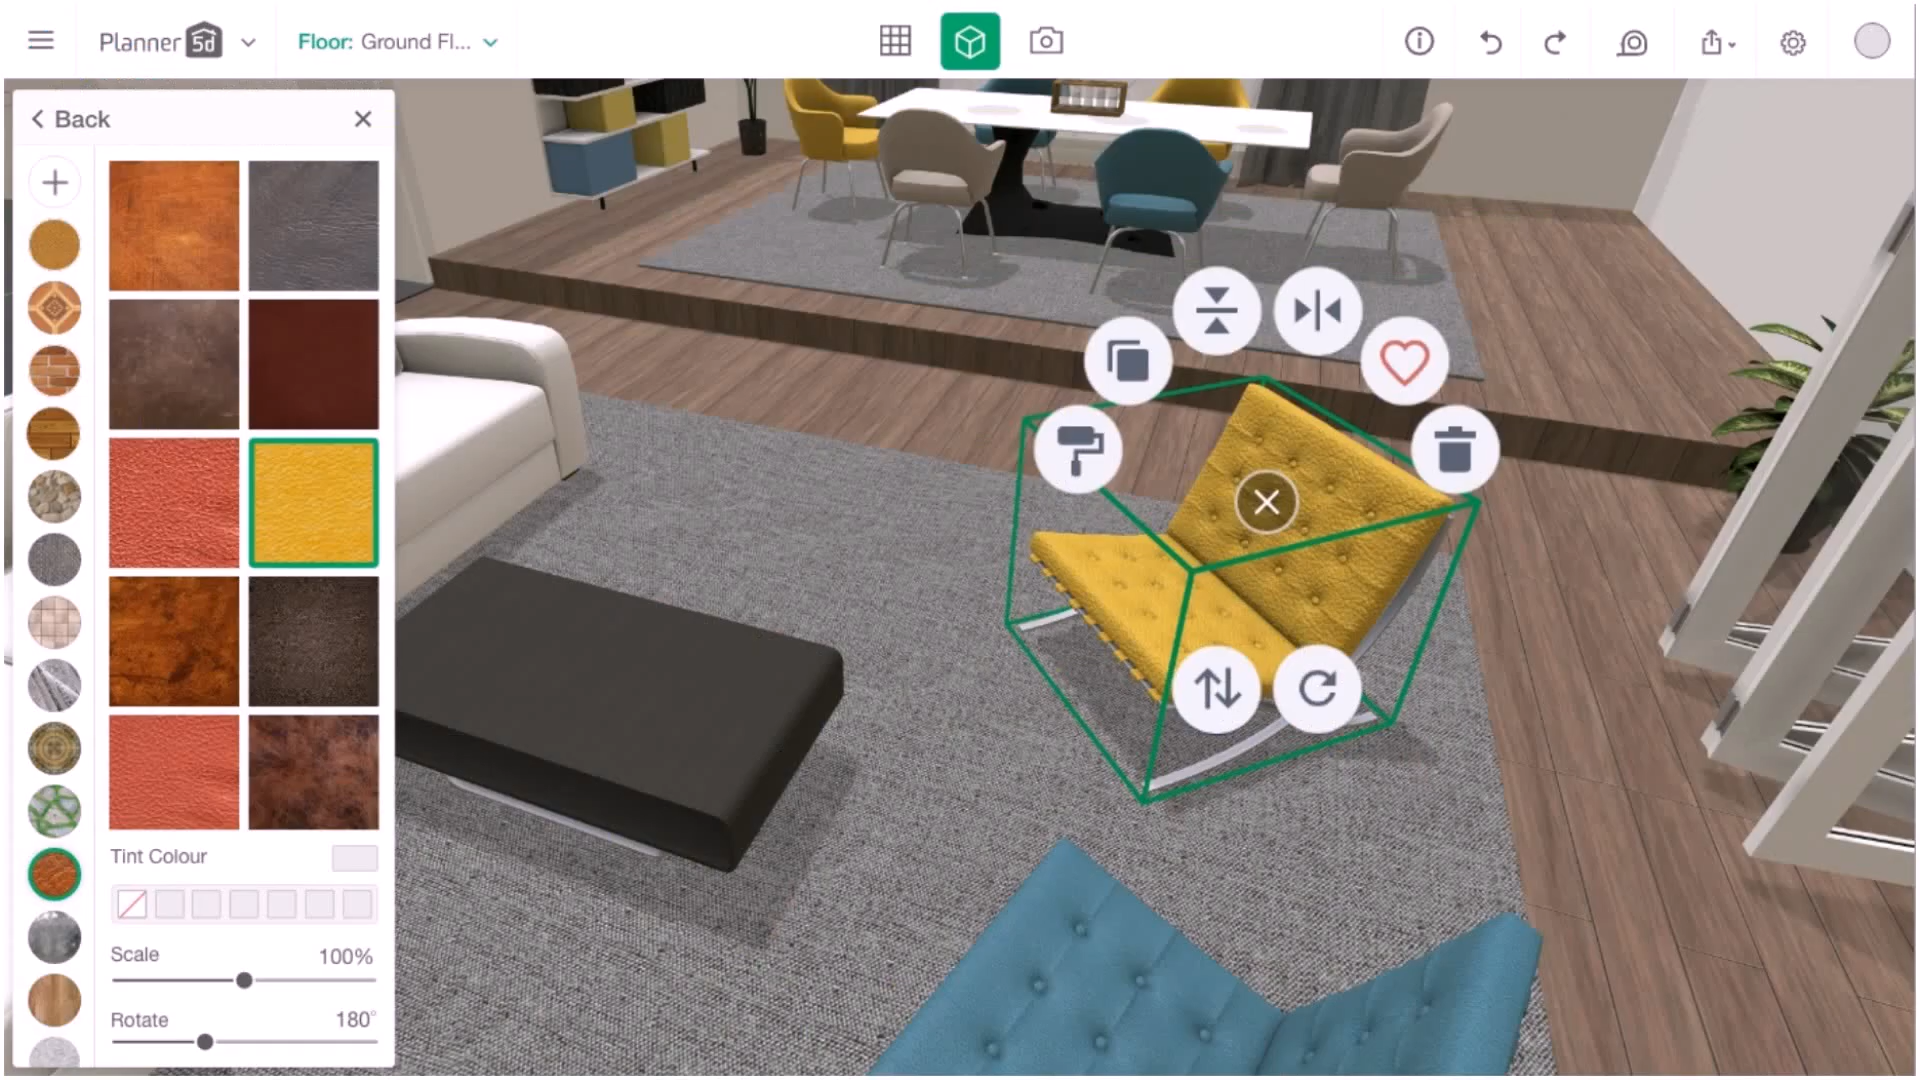 Planner 5d
Floor: Ground Fl...
Back
Tint Colour
Scale 100%
Rotate 180°